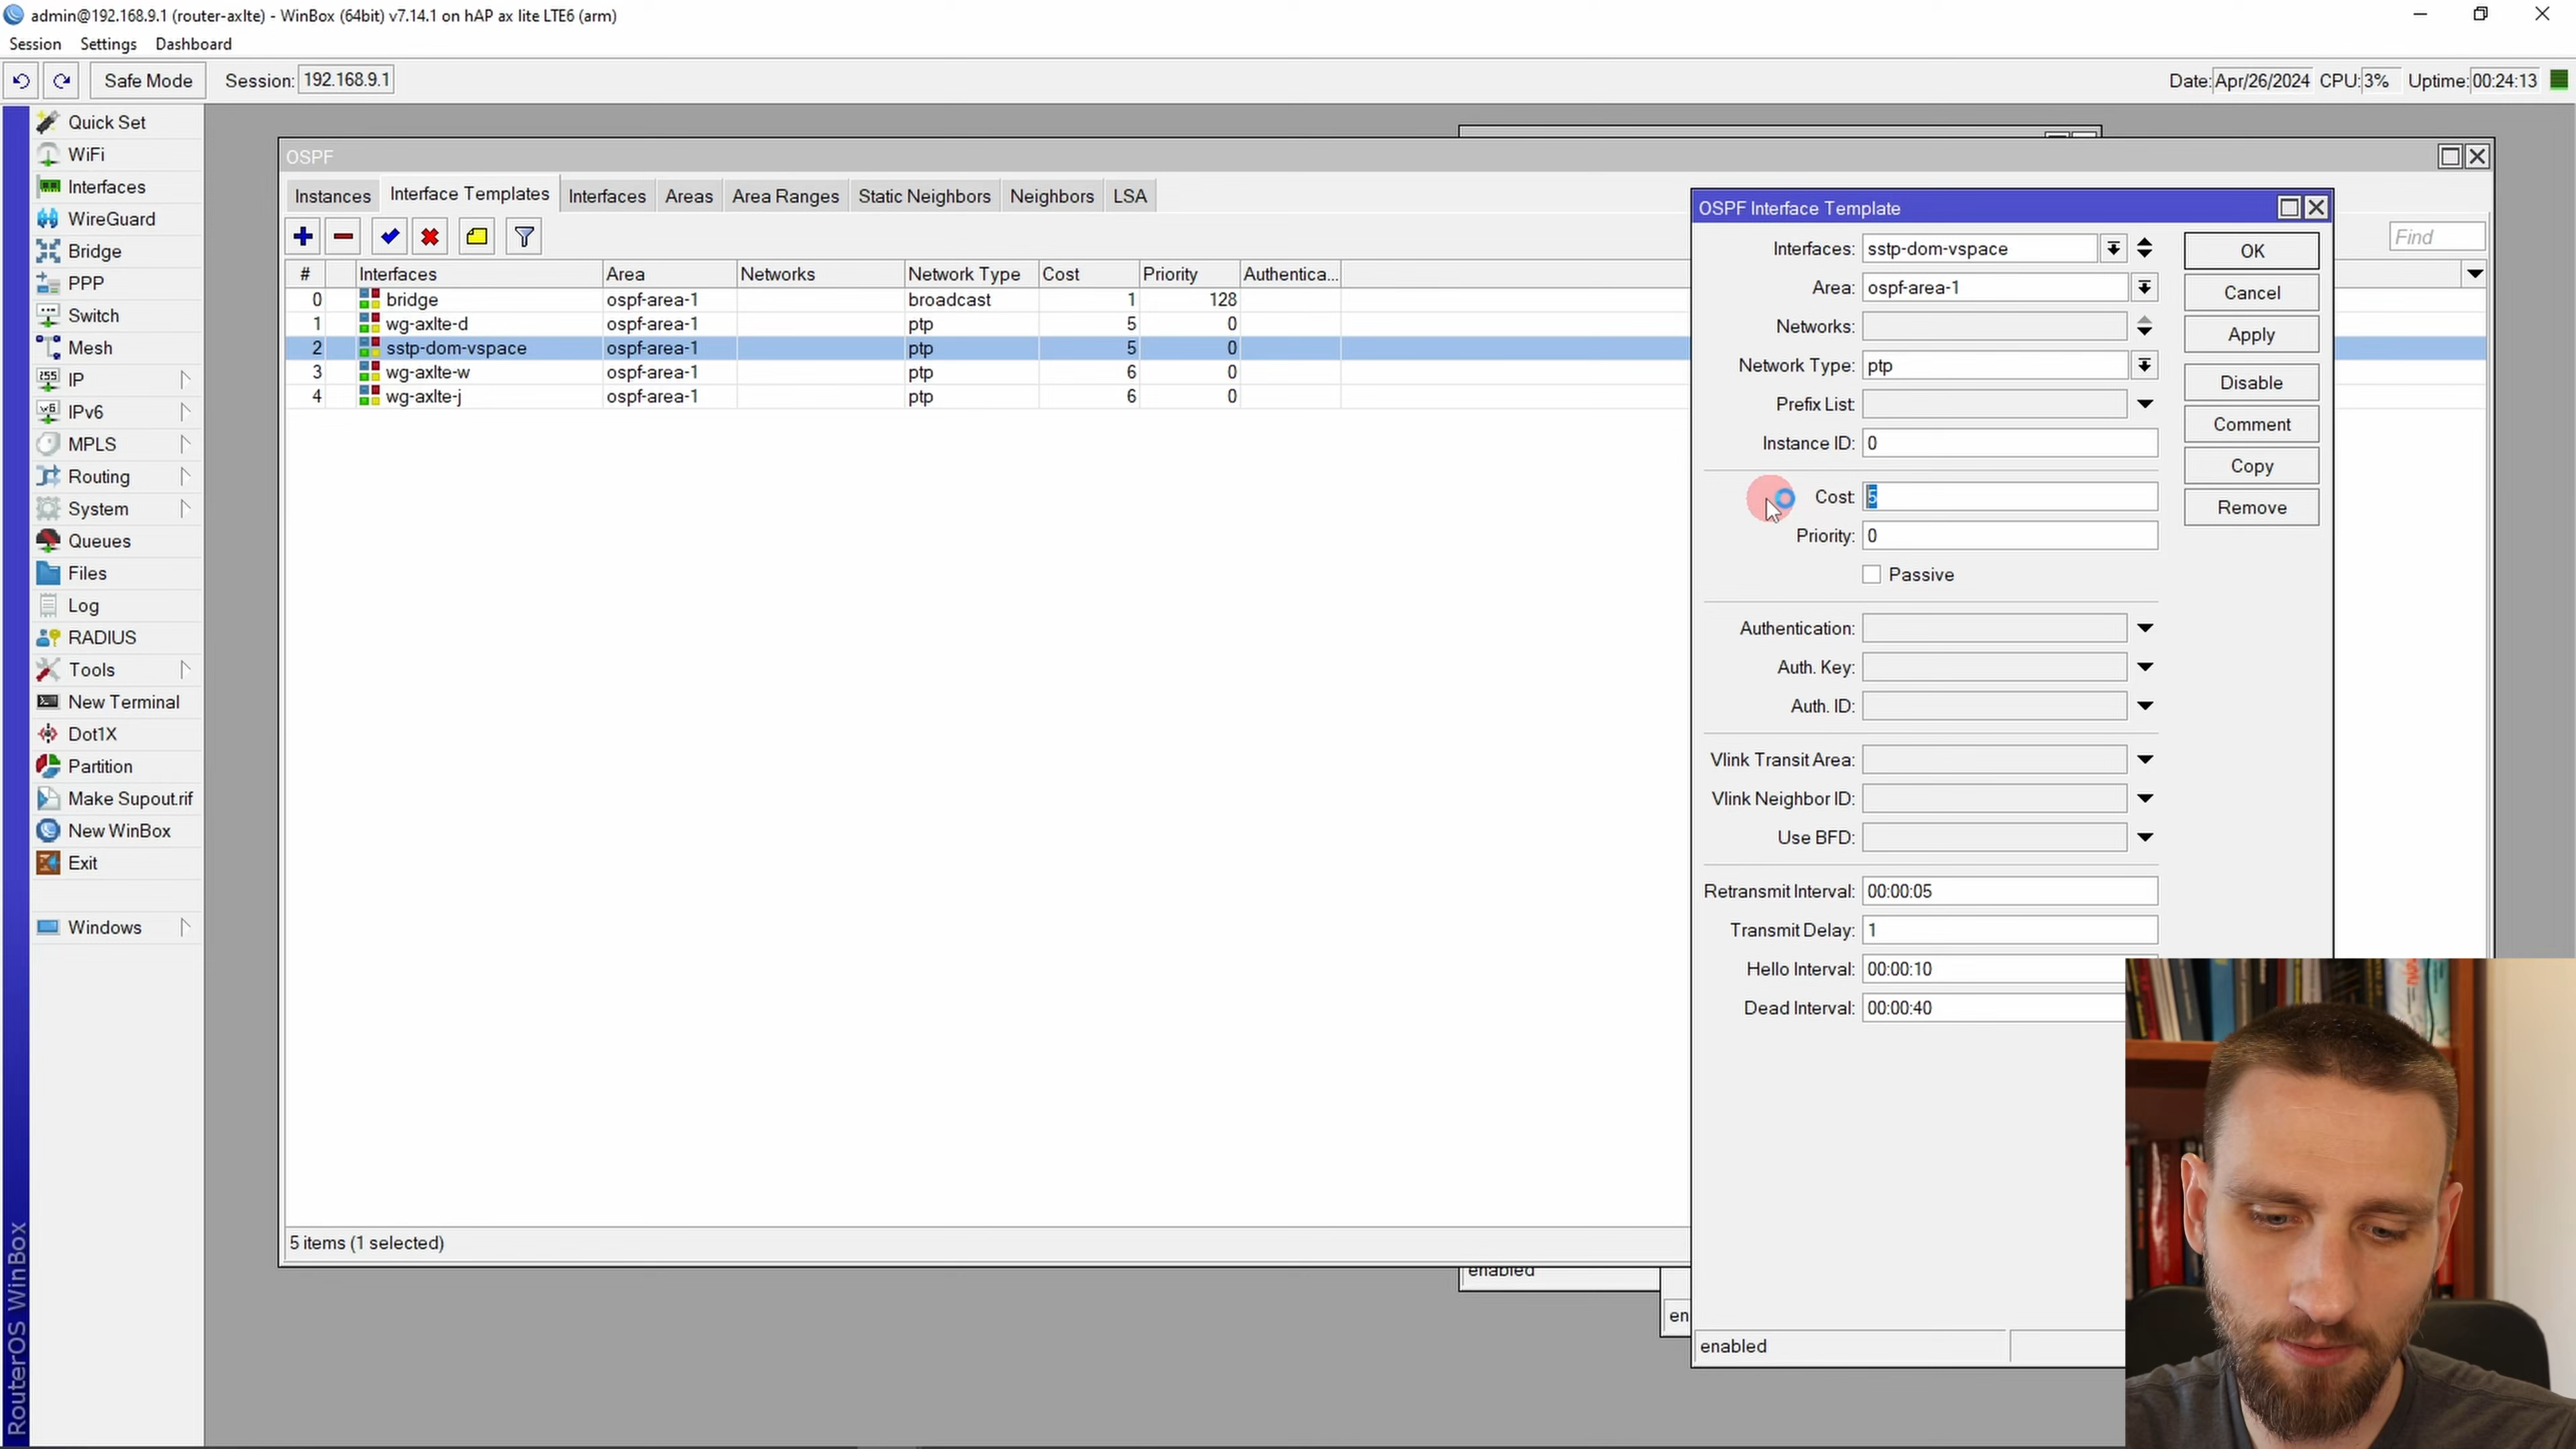 admin@192.168.9.1 (router-axlte) - WinBox (64bit) v7.14.1 on hAP ax lite LTE6 (arm)
Session Settings Dashboard
Safe Mode Session: 192.168.9.1 Date: Apr/26/2024 CPU: 3% Uptime: 00:24:13
Quick Set
WiFi
Interfaces
WireGuard
Bridge
PPP
Switch
Mesh
IP
IPv6
MPLS
Routing
System
Queues
Files
Log
RADIUS
Tools
New Terminal
Dot1X
Partition
Make Supout.rif
New WinBox
Exit
Windows
RouterOS WinBox
OSPF
Instances Interface Templates Interfaces Areas Area Ranges Static Neighbors Neighbors LSA
Find
# Interfaces Area Networks Network Type Cost Priority Authentica...
0 bridge ospf-area-1 broadcast 1 128
1 wg-axlte-d ospf-area-1 ptp 5 0
2 sstp-dom-vspace ospf-area-1 ptp 5 0
3 wg-axlte-w ospf-area-1 ptp 6 0
4 wg-axlte-j ospf-area-1 ptp 6 0
5 items (1 selected)
enabled
en
OSPF Interface Template
Interfaces: sstp-dom-vspace
Area: ospf-area-1
Networks:
Network Type: ptp
Prefix List:
Instance ID: 0
Cost: 5
Priority: 0
Passive
Authentication:
Auth. Key:
Auth. ID:
Vlink Transit Area:
Vlink Neighbor ID:
Use BFD:
Retransmit Interval: 00:00:05
Transmit Delay: 1
Hello Interval: 00:00:10
Dead Interval: 00:00:40
enabled
OK
Cancel
Apply
Disable
Comment
Copy
Remove